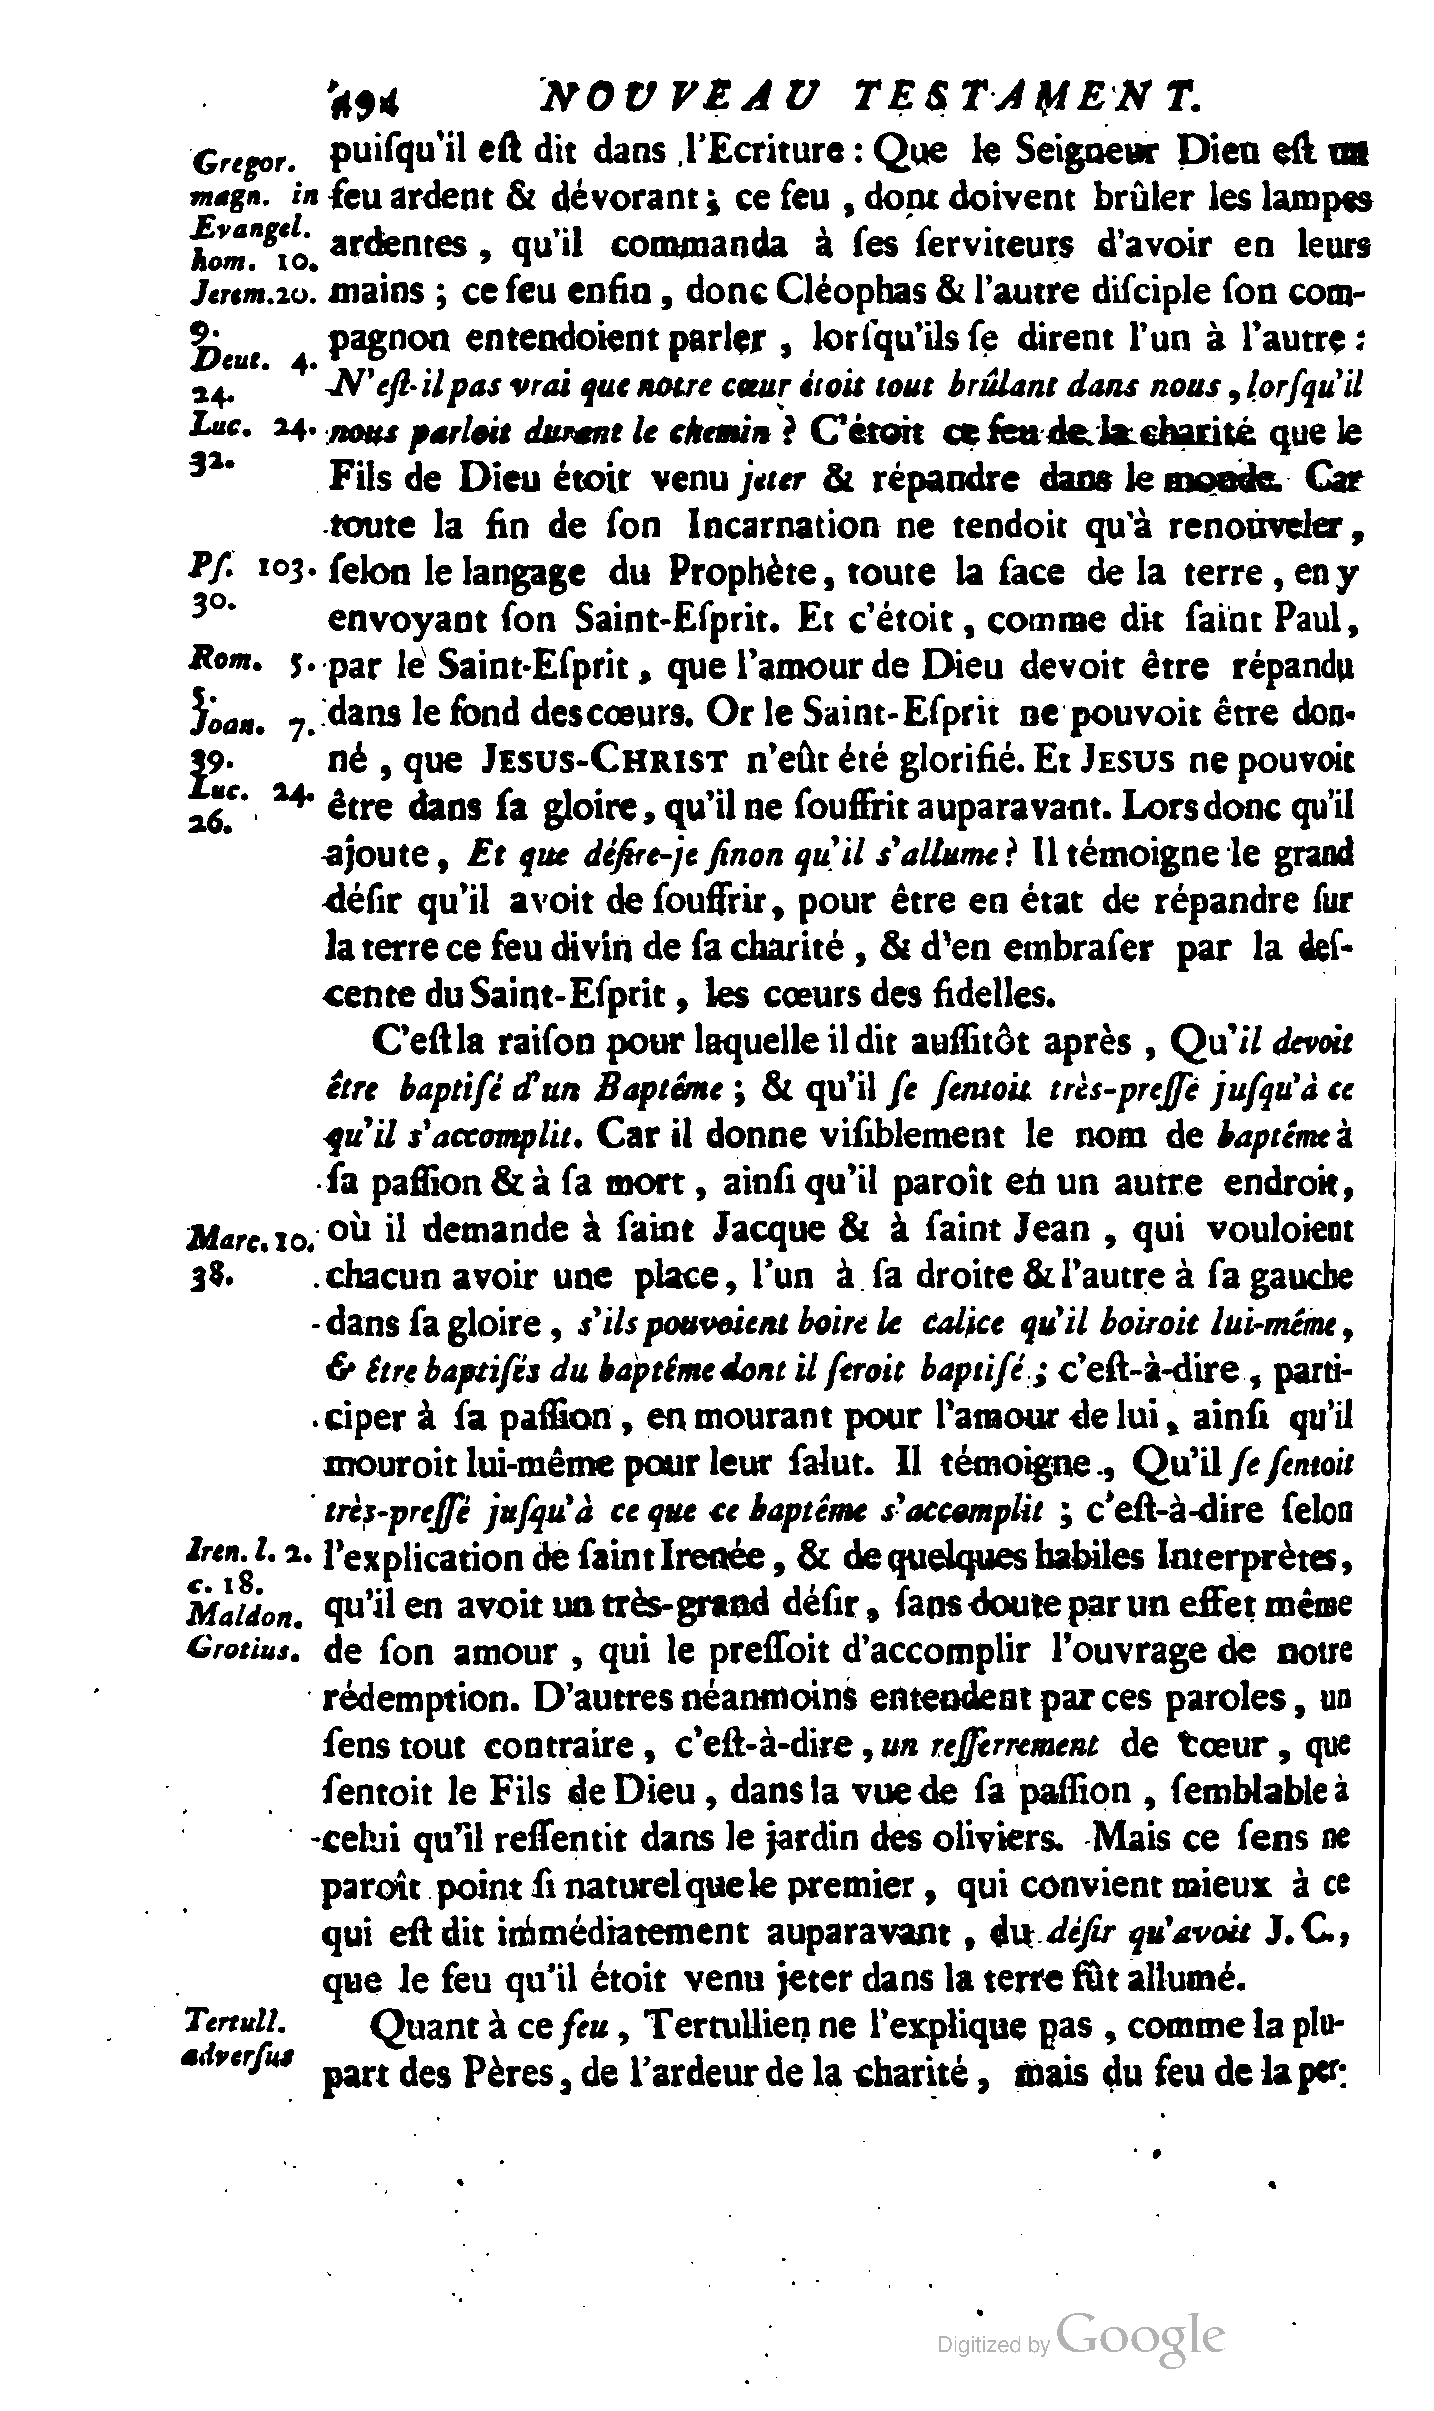 494 NOUVEAU TESTAMENT.
Gregor. puiſqu'il eſt dit dans l'Ecriture : Que le Seigneur Dieu eſt un
magn. in feu ardent & dévorant ; ce feu , dont doivent brûler les lampes
Evangel.
hom. 10. ardentes , qu'il commanda à ſes ſerviteurs d'avoir en leurs
Jerem. 20. mains ; ce feu enfin , donc Cléophas & l'autre diſciple ſon com-
9. pagnon entendoient parler , lorſqu'ils ſe dirent l'un à l'autre :
Deut. 4.
24. N'eſt-il pas vrai que notre cœur étoit tout brûlant dans nous , lorſqu'il
Luc. 24. nous parloit durant le chemin ? C'étoit ce feu de la charité que le
32. Fils de Dieu étoit venu jeter & répandre dans le monde. Car
toute la fin de ſon Incarnation ne tendoit qu'à renouveler ,
Pſ. 103. ſelon le langage du Prophète, toute la face de la terre , en y
30. envoyant ſon Saint-Eſprit. Et c'étoit , comme dit ſaint Paul,
Rom. 5. par le Saint-Eſprit , que l'amour de Dieu devoit être répandu
5.
Joan. 7. dans le fond des cœurs. Or le Saint-Eſprit ne pouvoit être don-
39. né , que JESUS-CHRIST n'eût été glorifié. Et JESUS ne pouvoit
Luc. 24. être dans ſa gloire, qu'il ne ſouffrit auparavant. Lors donc qu'il
26.
ajoute , Et que déſire-je ſinon qu'il s'allume ? Il témoigne le grand
déſir qu'il avoit de ſouffrir, pour être en état de répandre ſur
la terre ce feu divin de ſa charité , & d'en embraſer par la deſ-
cente du Saint-Eſprit , les cœurs des fidelles.
C'eſt la raiſon pour laquelle il dit auſſitôt après , Qu'il devoit
être baptiſé d'un Baptême ; & qu'il ſe ſentoit très-preſſé juſqu'à ce
qu'il s'accomplit. Car il donne viſiblement le nom de baptême à
ſa paſſion & à ſa mort , ainſi qu'il paroît en un autre endroit,
Marc. 10. où il demande à ſaint Jacque & à ſaint Jean , qui vouloient
38. chacun avoir une place, l'un à ſa droite & l'autre à ſa gauche
dans ſa gloire , s'ils pouvoient boire le calice qu'il boiroit lui-même ,
& être baptiſés du baptême dont il ſeroit baptiſé ; c'eſt-à-dire , parti-
ciper à ſa paſſion , en mourant pour l'amour de lui , ainſi qu'il
mouroit lui-même pour leur ſalut. Il témoigne , Qu'il ſe ſentoit
très-preſſé juſqu'à ce que ce baptême s'accomplit ; c'eſt-à-dire ſelon
Iren. l. 2. l'explication de ſaint Irenée , & de quelques habiles Interprètes,
c. 18.
Maldon. qu'il en avoit un très-grand déſir , ſans doute par un effet même
Grotius. de ſon amour , qui le preſſoit d'accomplir l'ouvrage de notre
rédemption. D'autres néanmoins entendent par ces paroles , un
ſens tout contraire , c'eſt-à-dire , un reſſerrement de cœur , que
ſentoit le Fils de Dieu , dans la vue de ſa paſſion , ſemblable à
celui qu'il reſſentit dans le jardin des oliviers. Mais ce ſens ne
paroît point ſi naturel que le premier , qui convient mieux à ce
qui eſt dit immédiatement auparavant , du déſir qu'avoit J. C.,
que le feu qu'il étoit venu jeter dans la terre fût allumé.
Tertull. Quant à ce feu , Tertullien ne l'explique pas , comme la plu-
adverſus part des Pères, de l'ardeur de la charité , mais du feu de la per-
Digitized by Google